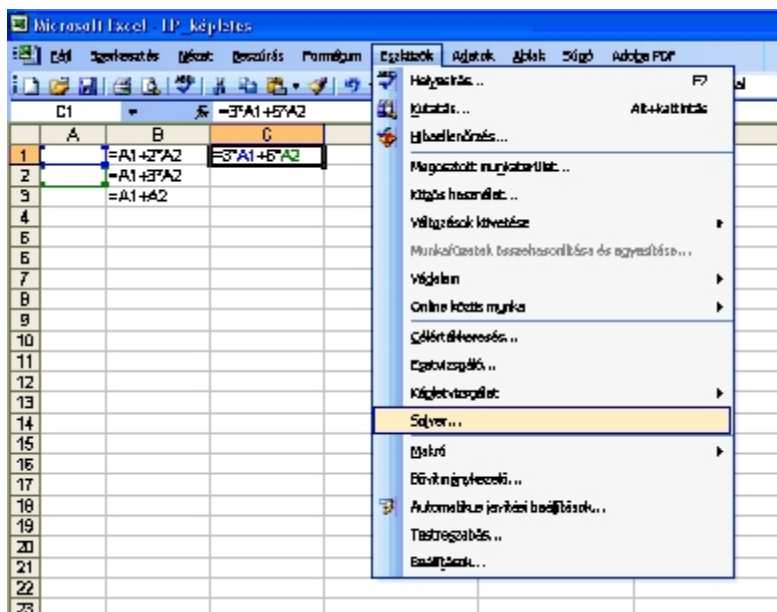 Microsoft Excel - LP_képletes
Fájl Szerkesztés Nézet Beszúrás Formátum Eszközök Adatok Ablak Súgó Adobe PDF
C1 fx =3*A1+5*A2
A B C
1 =A1+2*A2 =3*A1+5*A2
2 =A1+3*A2
3 =A1+A2
4
5
6
7
8
9
10
11
12
13
14
15
16
17
18
19
20
21
22
23
Helyesírás... F7
Kutatás... Alt+kattintás
Hibaellenőrzés...
Megosztott munkaterület...
Közös használat...
Változások követése
Munkafüzetek összehasonlítása és egyesítése...
Védelem
Online közös munka
Célértékkeresés...
Esetvizsgáló...
Képletvizsgálat
Solver...
Makró
Bővítménykezelő...
Automatikus javítási beállítások...
Testreszabás...
Beállítások...